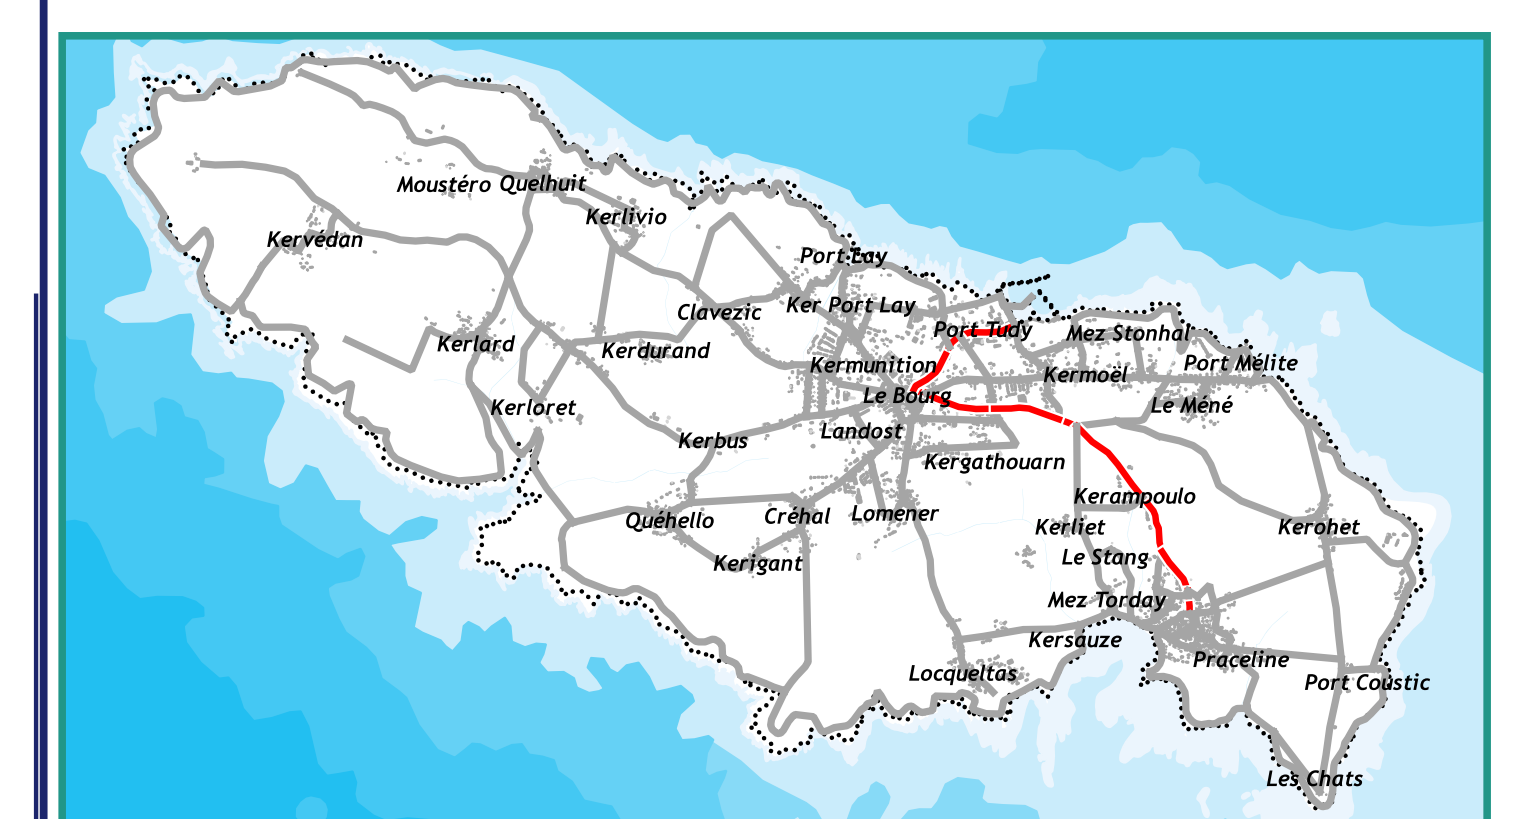 Moustéro
Quelhuit
Kerlivio
Kervédan
Port Lay
Clavezic
Ker Port Lay
Port Tudy
Mez Stonhal
Kerlard
Kerdurand
Kermunition
Port Mélite
Kermoël
Le Bourg
Kerloret
Le Méné
Landost
Kerbus
Kergathouarn
Kerampoulo
Quéhello
Créhal
Lomener
Kerliet
Kerohet
Kerigant
Le Stang
Mez Torday
Kersauze
Praceline
Locqueltas
Port Coustic
Les Chats